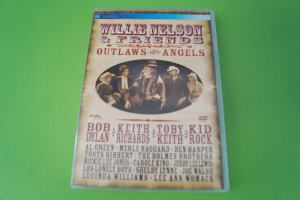 WILLIE NELSON
& FRIENDS
OUTLAWS AND ANGELS
BOB DYLAN
KEITH RICHARDS
TOBY KEITH
KID ROCK
AL GREEN • MERLE HAGGARD • BEN HARPER
TOOTS HIBBERT • THE HOLMES BROTHERS
RICKIE LEE JONES • CAROLE KING • JERRY LEE LEWIS
LOS LONELY BOYS • SHELBY LYNNE • JOE WALSH
LUCINDA WILLIAMS • LEE ANN WOMACK